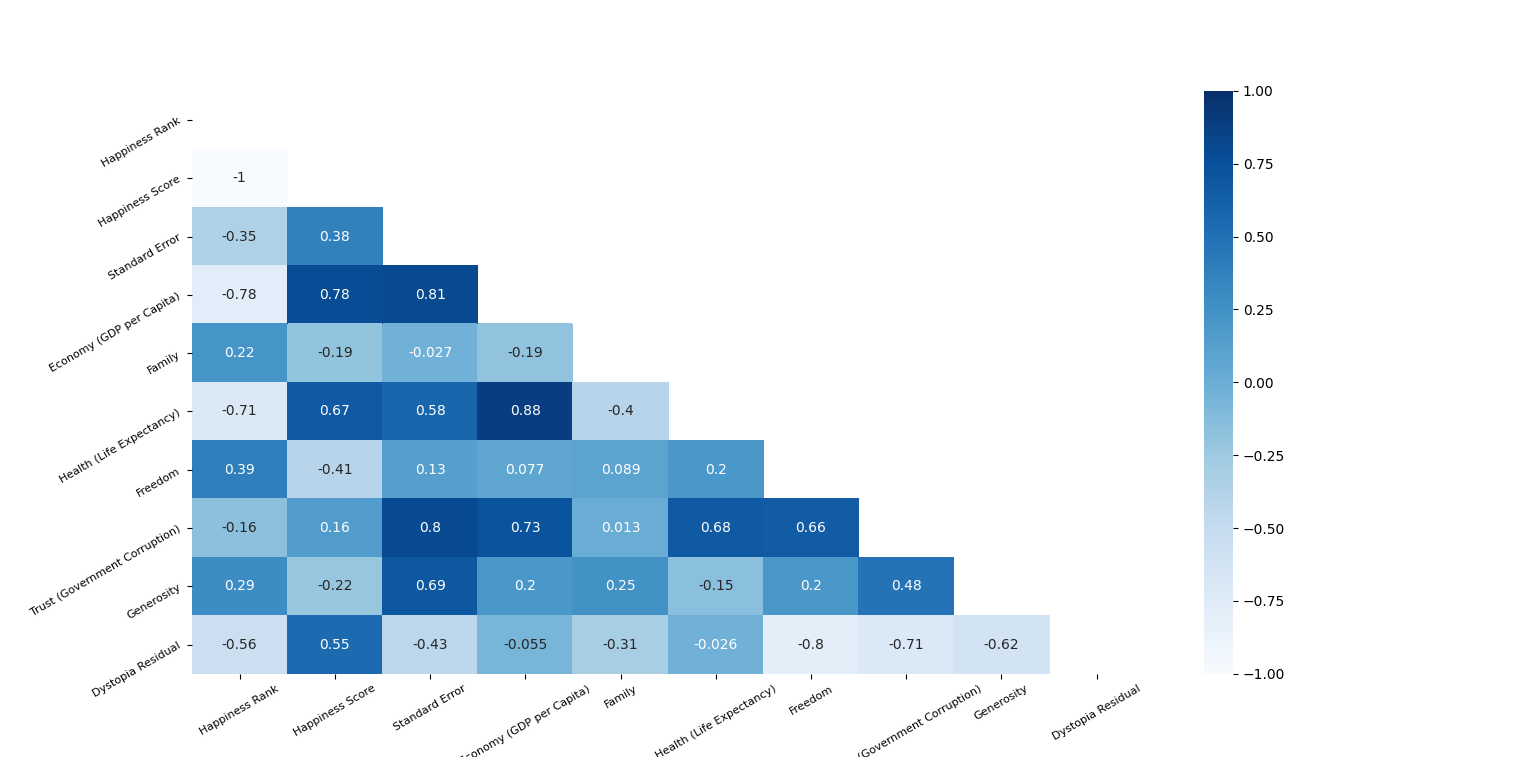 1.00
Happiness Rank
0.75
Happiness Score -1
Standard Error -0.35 0.38
0.50
Economy (GDP per Capita) -0.78 0.78 0.81
0.25
Family 0.22 -0.19 -0.027 -0.19
0.00
Health (Life Expectancy) -0.71 0.67 0.58 0.88 -0.4
−0.25
Freedom 0.39 -0.41 0.13 0.077 0.089 0.2
Trust (Government Corruption) -0.16 0.16 0.8 0.73 0.013 0.68 0.66
−0.50
Generosity 0.29 -0.22 0.69 0.2 0.25 -0.15 0.2 0.48
−0.75
Dystopia Residual -0.56 0.55 -0.43 -0.055 -0.31 -0.026 -0.8 -0.71 -0.62
−1.00
Happiness Rank
Happiness Score
Standard Error
conomy (GDP per Capita)
Family
Health (Life Expectancy)
Freedom
(Government Corruption)
Generosity
Dystopia Residual